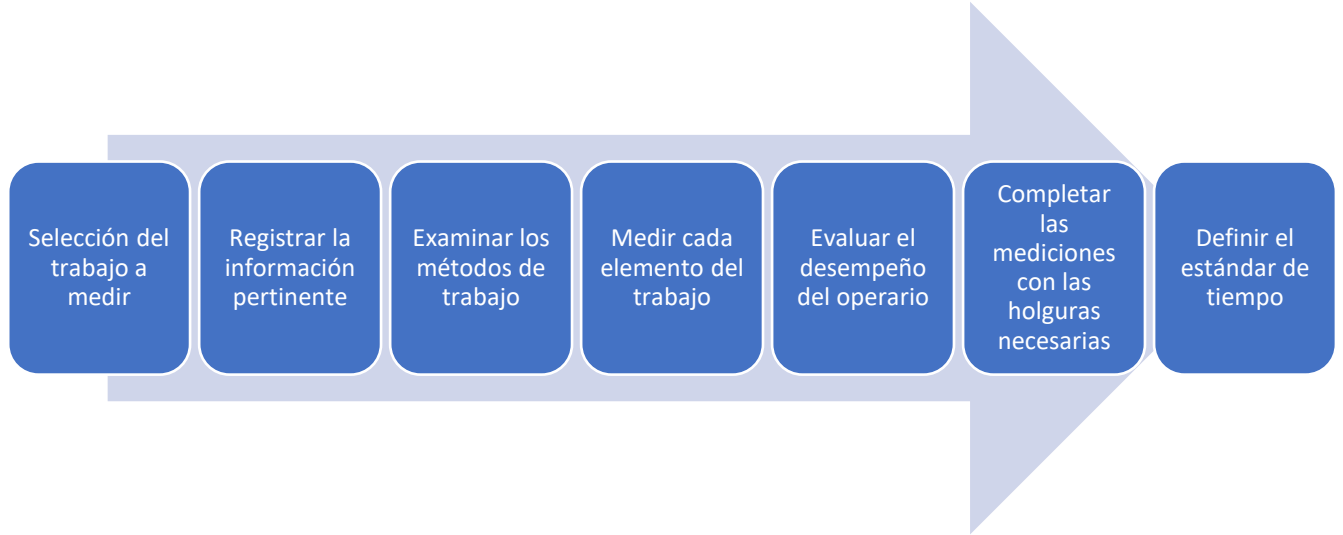 Selección del
trabajo a
medir
Registrar la
información
pertinente
Examinar los
métodos de
trabajo
Medir cada
elemento del
trabajo
Evaluar el
desempeño
del operario
Completar
las
mediciones
con las
holguras
necesarias
Definir el
estándar de
tiempo